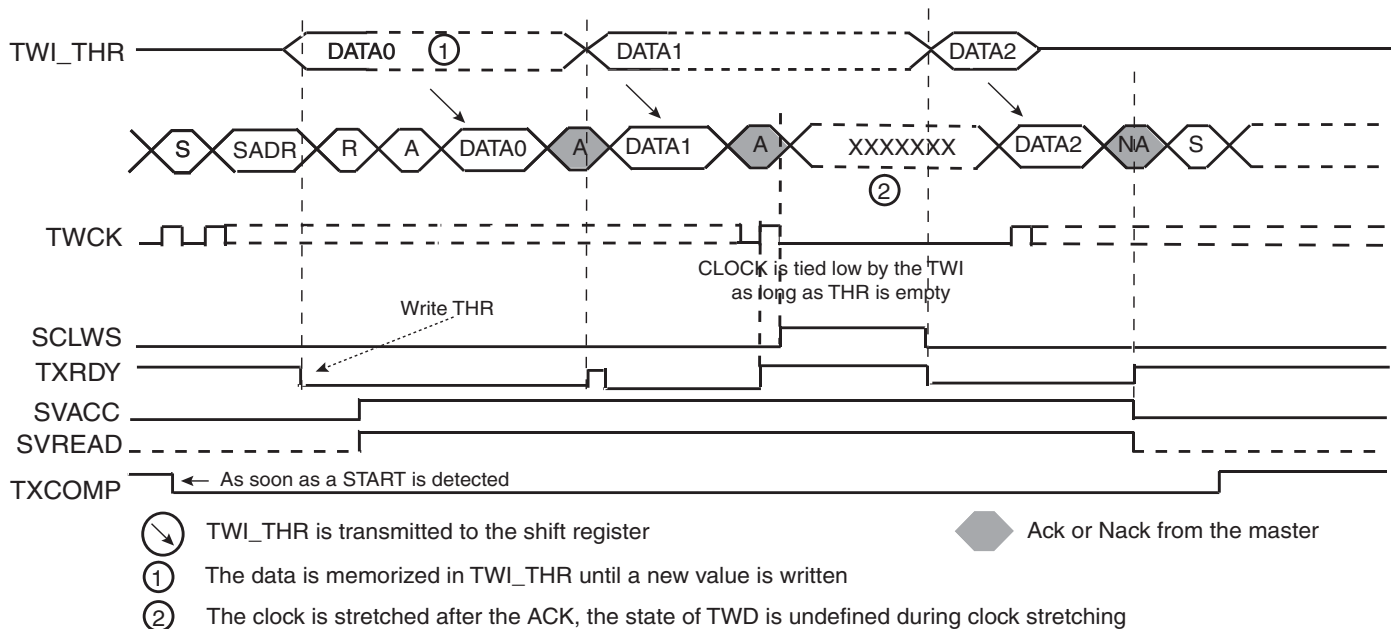 TWI_THR DATA0 1 DATA1 DATA2
S SADR R A DATA0 A DATA1 A XXXXXXX DATA2 NA S
2
TWCK
CLOCK is tied low by the TWI
as long as THR is empty
Write THR
SCLWS
TXRDY
SVACC
SVREAD
TXCOMP As soon as a START is detected
TWI_THR is transmitted to the shift register Ack or Nack from the master
1 The data is memorized in TWI_THR until a new value is written
2 The clock is stretched after the ACK, the state of TWD is undefined during clock stretching